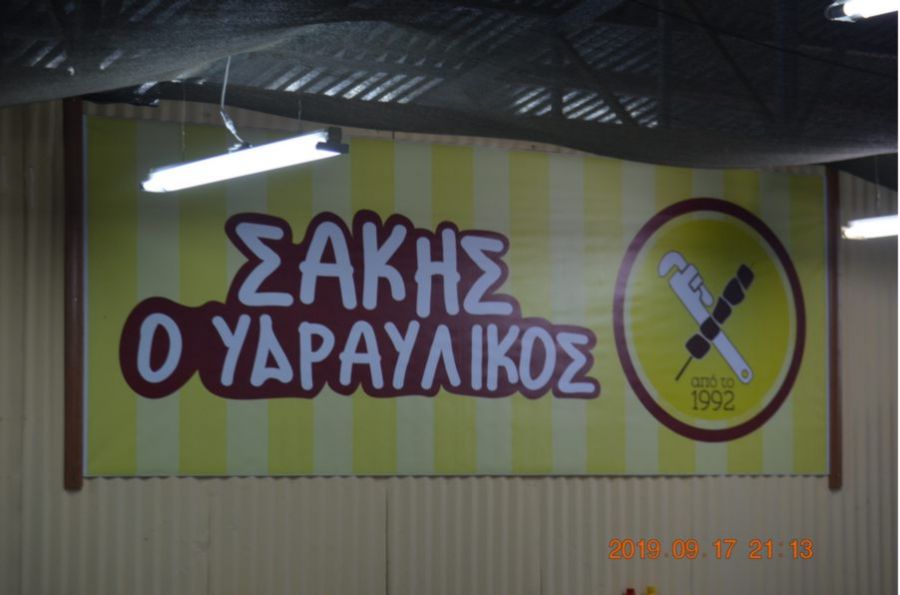 ΣΑΚΗΣ
Ο ΥΔΡΑΥΛΙΚΟΣ
από το
1992
2019.09.17 21:13